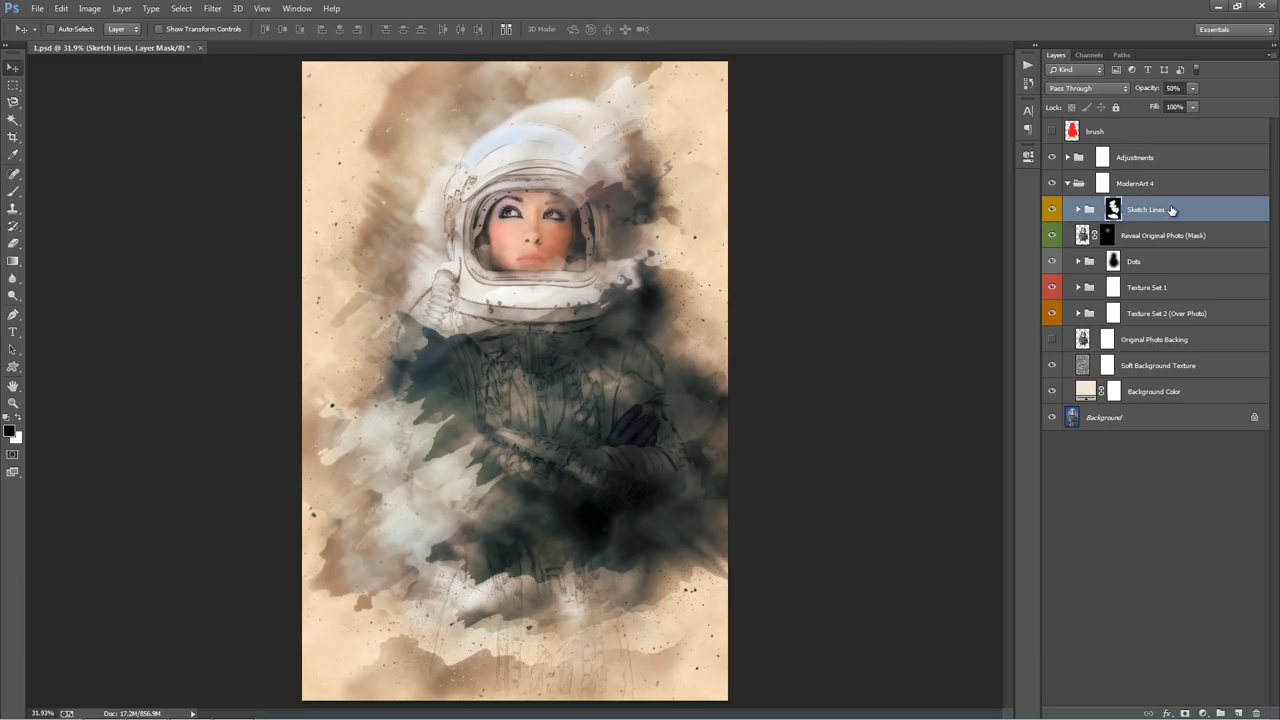 Ps File Edit Image Layer Type Select Filter 3D View Window Help
Auto-Select: Layer Show Transform Controls 3D Mode: Essentials
1.psd @ 31.9% (Sketch Lines, Layer Mask/8) * ×
Layers Channels Paths
Kind
Pass Through Opacity: 50%
Lock: Fill: 100%
brush
Adjustments
ModernArt 4
Sketch Lines
Reveal Original Photo (Mask)
Dots
Texture Set 1
Texture Set 2 (Over Photo)
Original Photo Backing
Soft Background Texture
Background Color
Background
31.93% Doc: 17.2M/856.9M